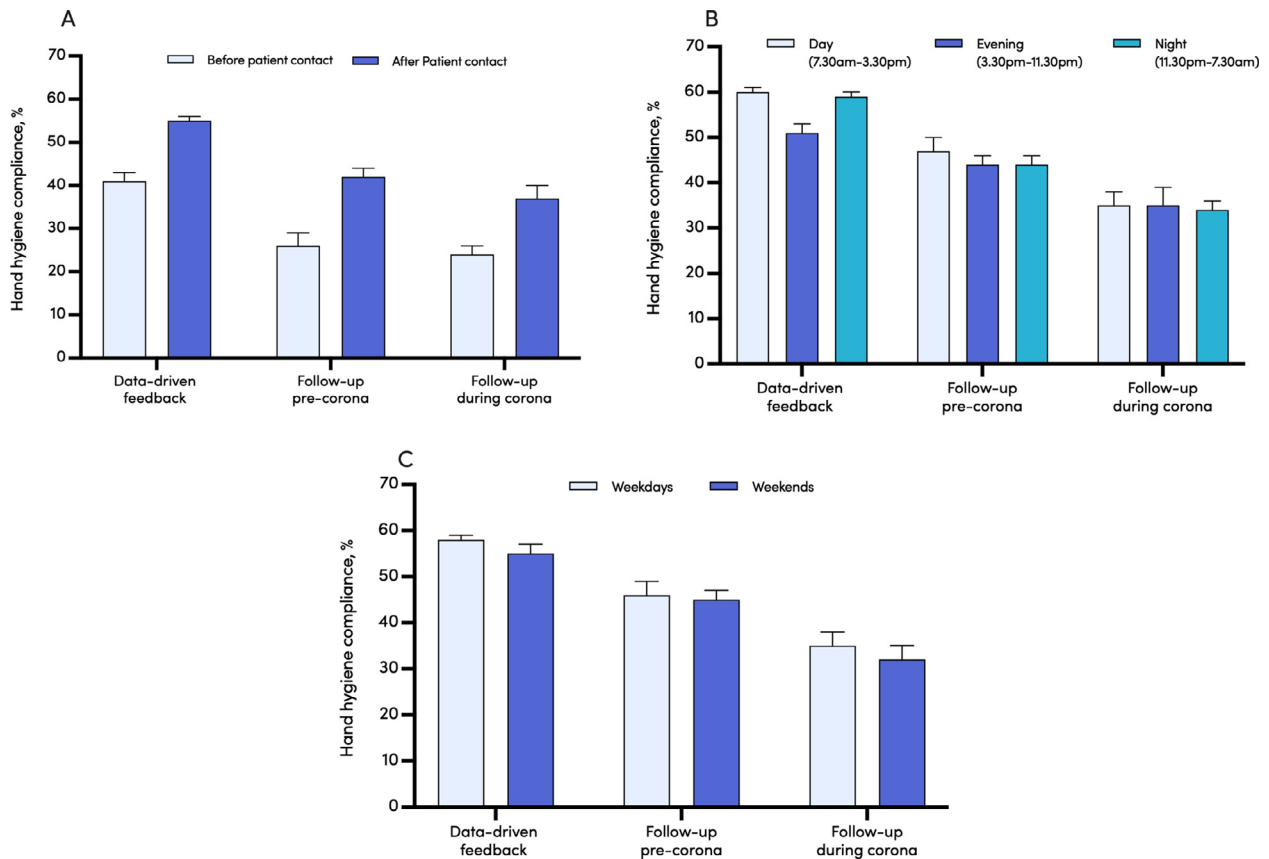 A
Before patient contact
After Patient contact
Hand hygiene compliance, %
70
60
50
40
30
20
10
0
Data-driven
feedback
Follow-up
pre-corona
Follow-up
during corona
B
Day
(7.30am-3.30pm)
Evening
(3.30pm-11.30pm)
Night
(11.30pm-7.30am)
Hand hygiene compliance, %
70
60
50
40
30
20
10
0
Data-driven
feedback
Follow-up
pre-corona
Follow-up
during corona
C
Weekdays
Weekends
Hand hygiene compliance, %
70
60
50
40
30
20
10
0
Data-driven
feedback
Follow-up
pre-corona
Follow-up
during corona